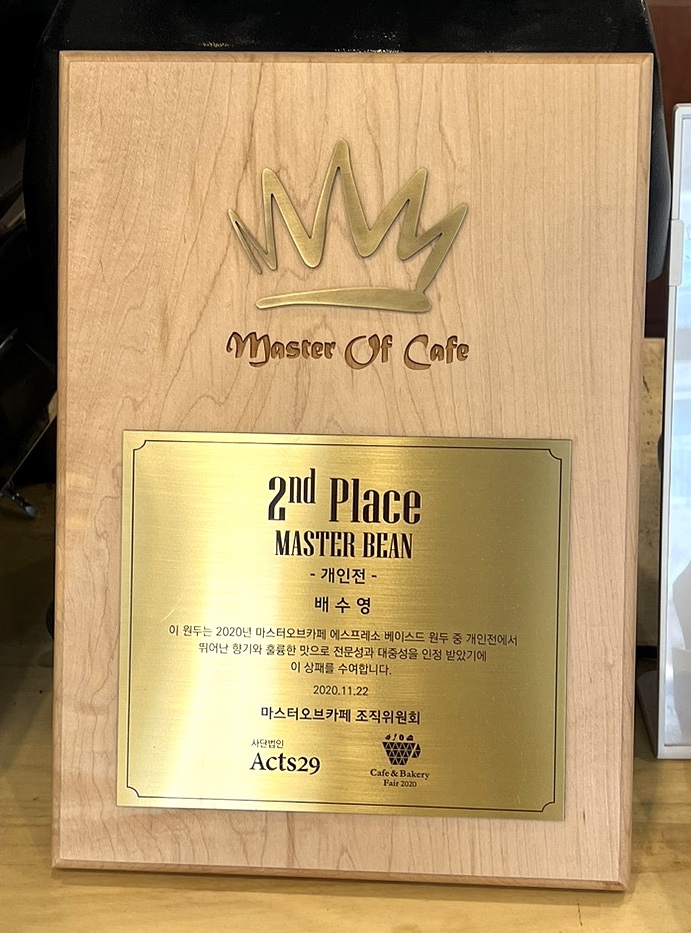 Master Of Cafe
2nd Place
MASTER BEAN
- 개인전 -
배 수 영
이 원두는 2020년 마스터오브카페 에스프레소 베이스드 원두 중 개인전에서
뛰어난 향기와 훌륭한 맛으로 전문성과 대중성을 인정 받았기에
이 상패를 수여합니다.
2020.11.22
마스터오브카페 조직위원회
사단법인
Acts29
Cafe & Bakery
Fair 2020